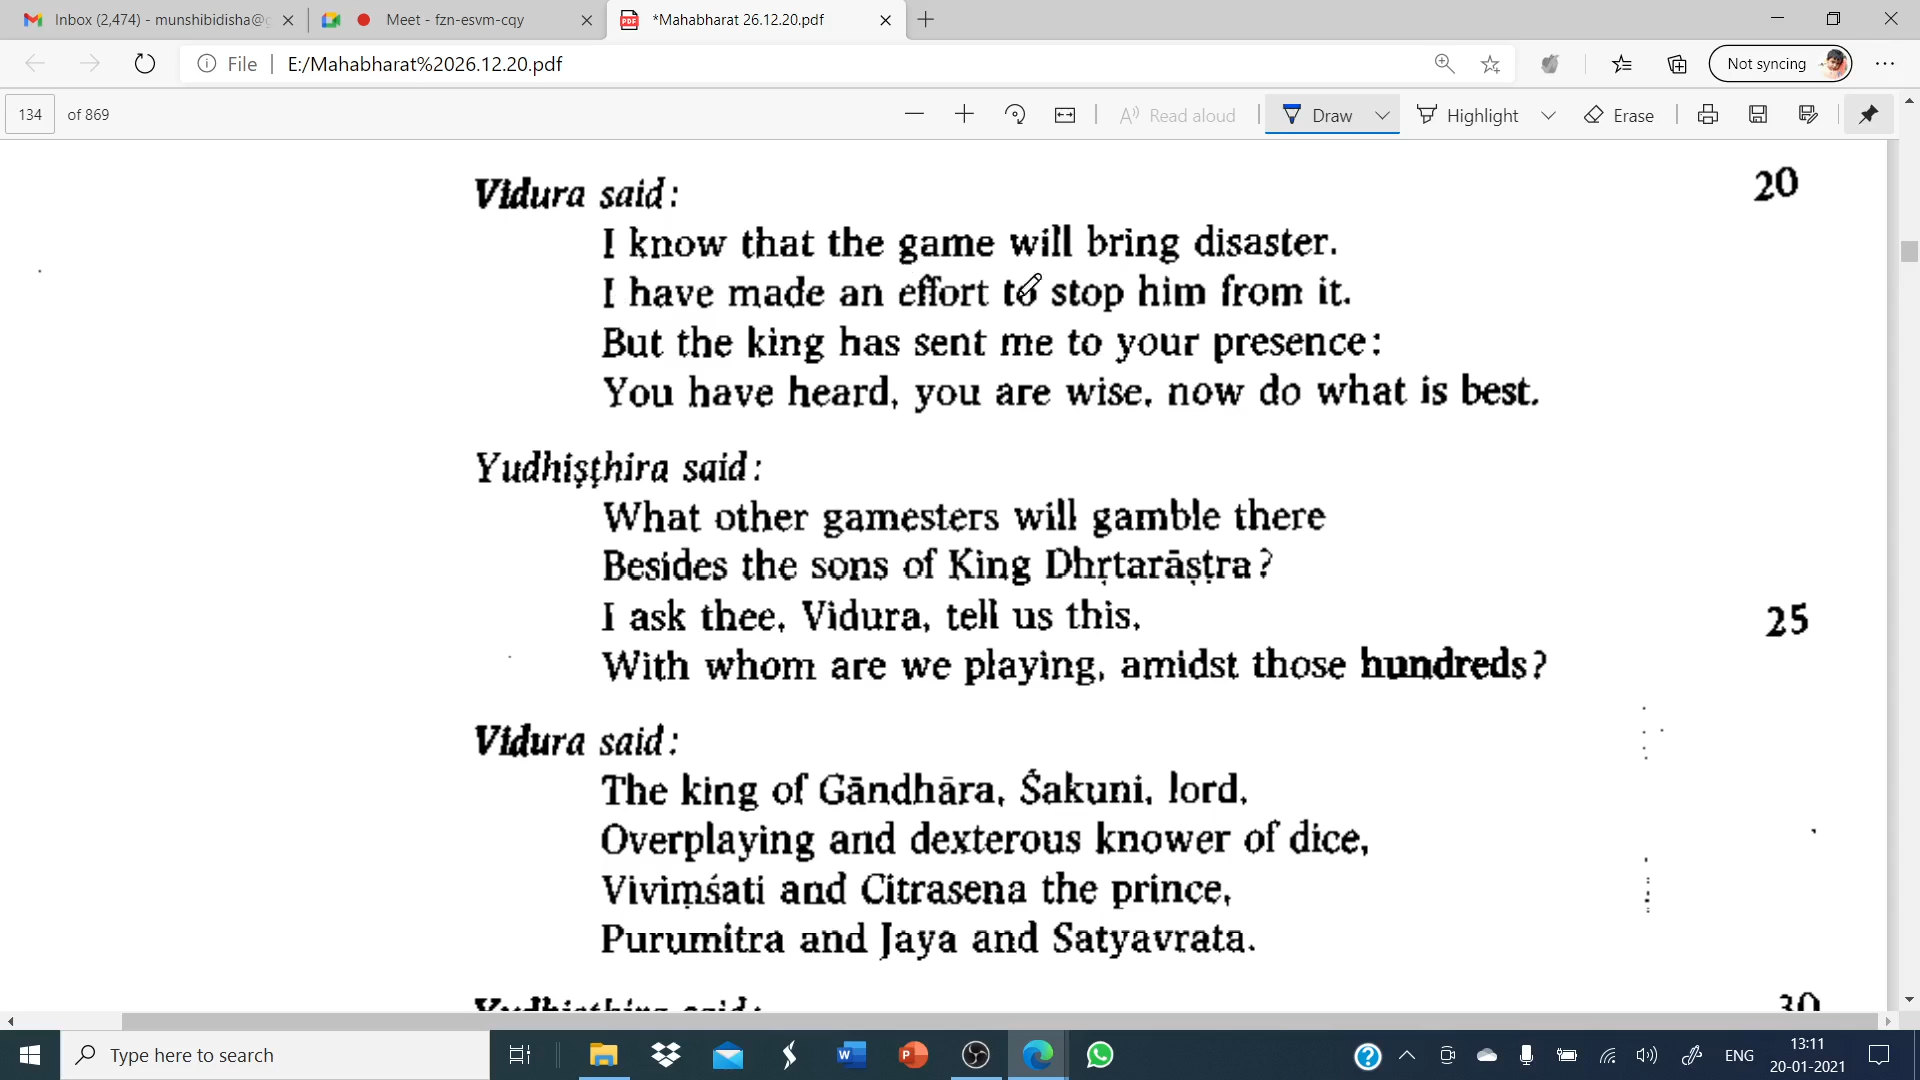 Inbox (2,474) - munshibidisha@g
Meet - fzn-esvm-cqy
*Mahabharat 26.12.20.pdf
File
E:/Mahabharat%2026.12.20.pdf
Not syncing
134 of 869
Read aloud
Draw
Highlight
Erase
Vidura said:
20
I know that the game will bring disaster.
I have made an effort to stop him from it.
But the king has sent me to your presence:
You have heard, you are wise, now do what is best.
Yudhiṣṭhira said:
What other gamesters will gamble there
Besides the sons of King Dhṛtarāṣṭra?
I ask thee, Vidura, tell us this,
25
With whom are we playing, amidst those hundreds?
Vidura said:
The king of Gāndhāra, Śakuni, lord,
Overplaying and dexterous knower of dice,
Viviṃśati and Citrasena the prince,
Purumitra and Jaya and Satyavrata.
Yudhiṣṭhira said:
30
Type here to search
ENG
13:11
20-01-2021